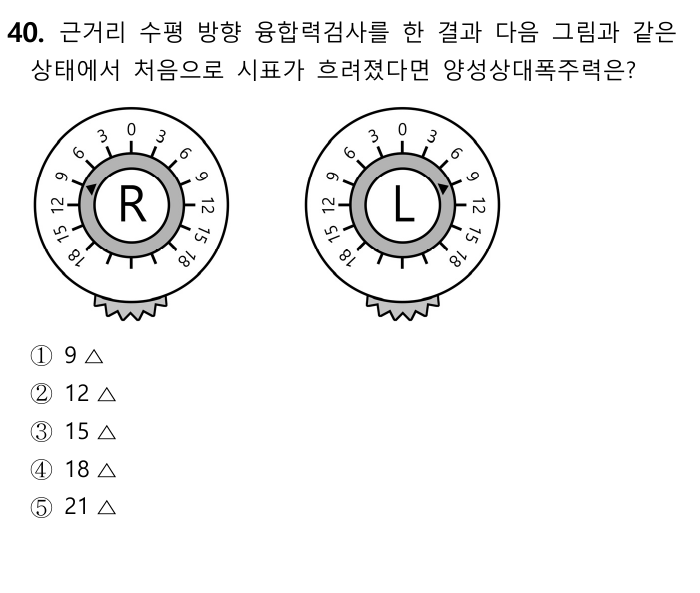 40. 근거리 수평 방향 융합력검사를 한 결과 다음 그림과 같은
상태에서 처음으로 시표가 흐려졌다면 양성상대폭주력은?
18 15 12 9 6 3 0 3 6 9 12 15 18
R
18 15 12 9 6 3 0 3 6 9 12 15 18
L
① 9 △
② 12 △
③ 15 △
④ 18 △
⑤ 21 △